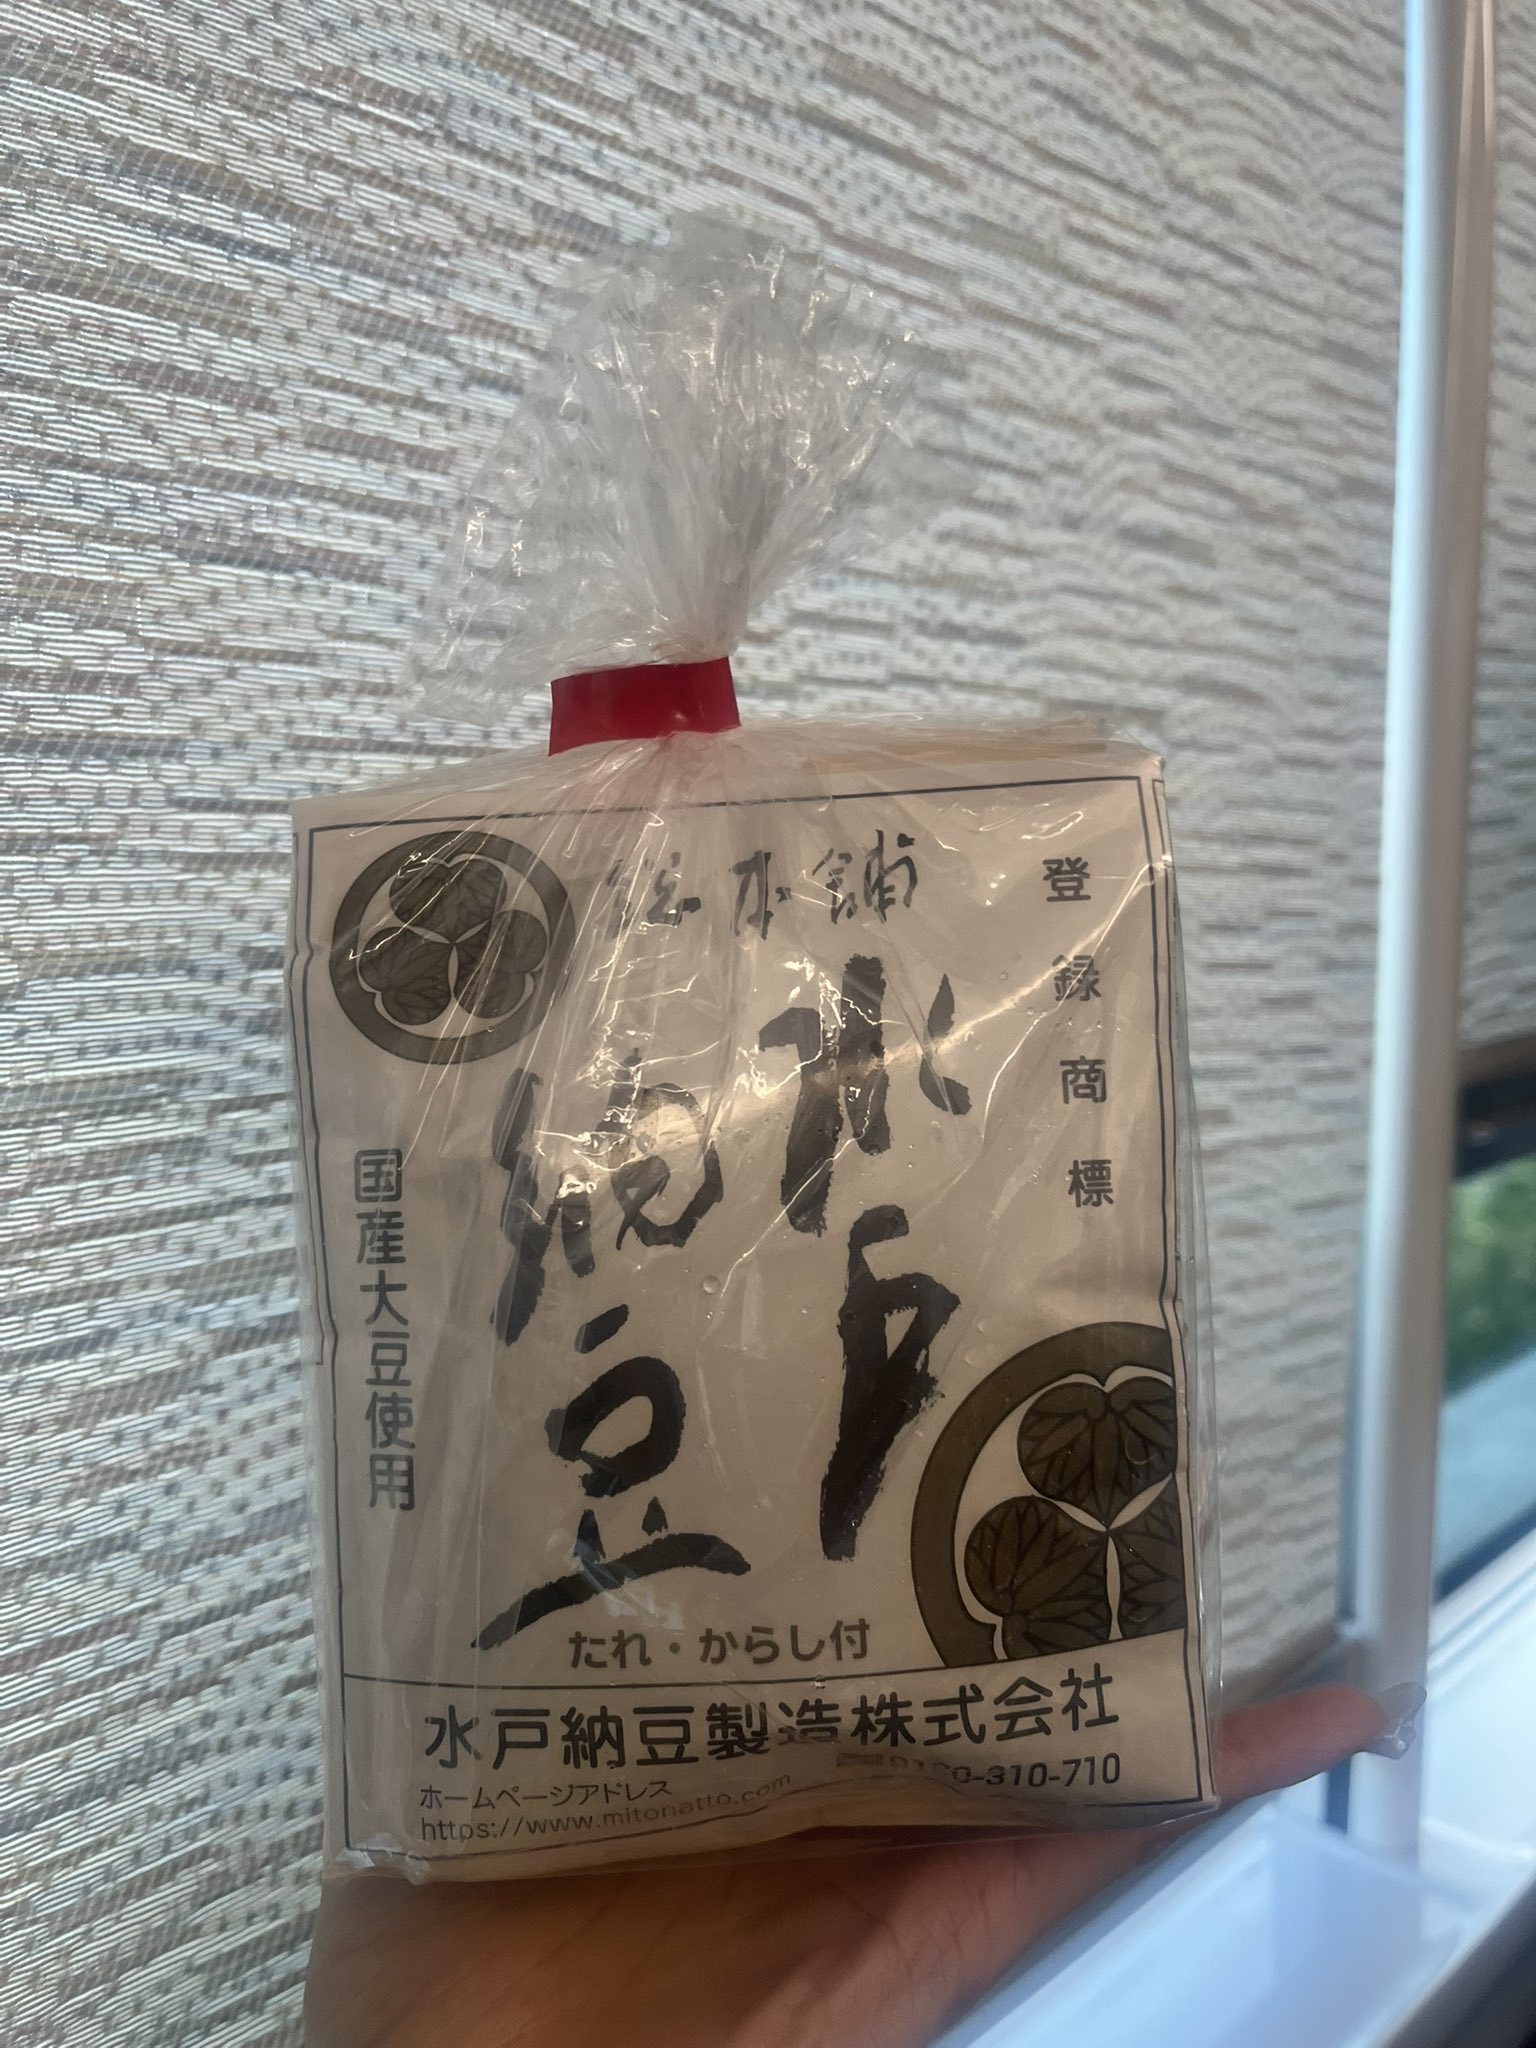 登録商標
総本舗
水戸
納豆
国産大豆使用
たれ・からし付
水戸納豆製造株式会社
0120-310-710
ホームページアドレス
https://www.mitonatto.com